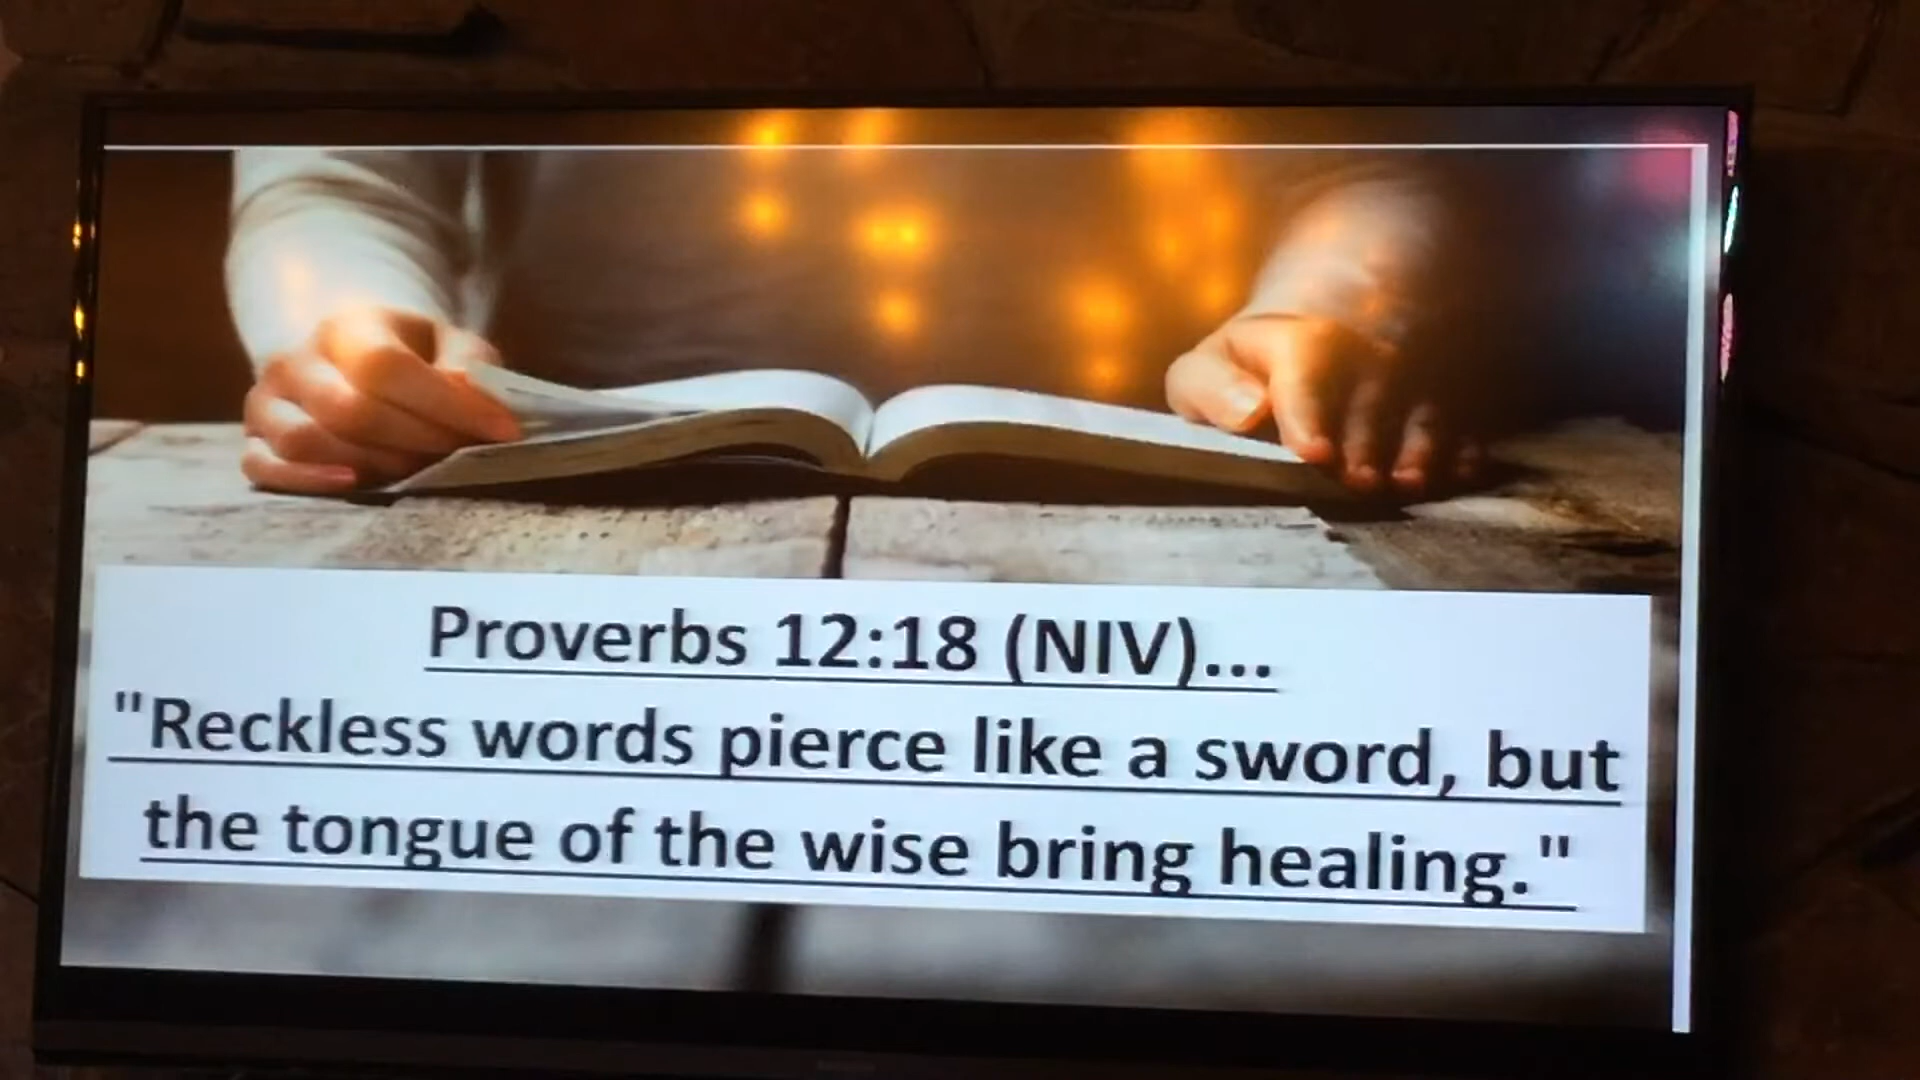 Proverbs 12:18 (NIV)...
"Reckless words pierce like a sword, but
the tongue of the wise bring healing."